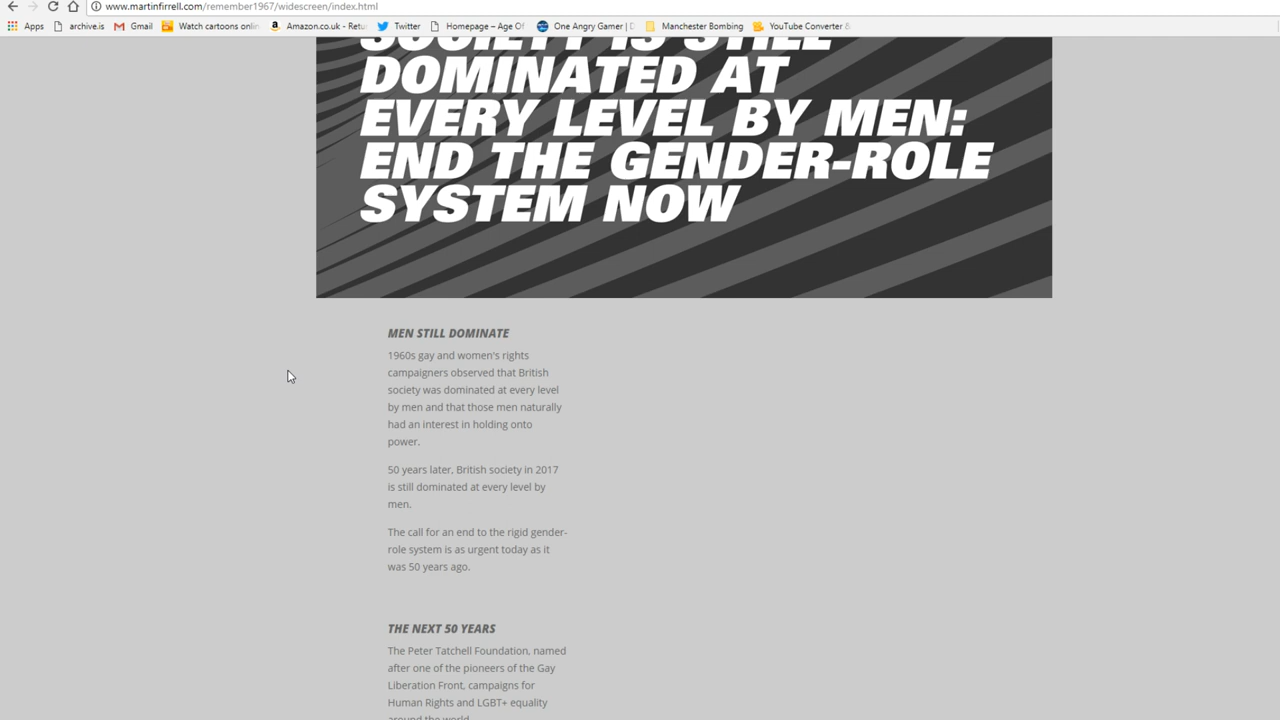 www.martinfirrell.com/remember1967/widescreen/index.html
Apps archive.is Gmail Watch cartoons onlin Amazon.co.uk - Retu Twitter Homepage – Age Of One Angry Gamer | D Manchester Bombing YouTube Converter &
SOCIETY IS STILL
DOMINATED AT
EVERY LEVEL BY MEN:
END THE GENDER-ROLE
SYSTEM NOW
MEN STILL DOMINATE
1960s gay and women's rights
campaigners observed that British
society was dominated at every level
by men and that those men naturally
had an interest in holding onto
power.
50 years later, British society in 2017
is still dominated at every level by
men.
The call for an end to the rigid gender-
role system is as urgent today as it
was 50 years ago.
THE NEXT 50 YEARS
The Peter Tatchell Foundation, named
after one of the pioneers of the Gay
Liberation Front, campaigns for
Human Rights and LGBT+ equality
around the world.